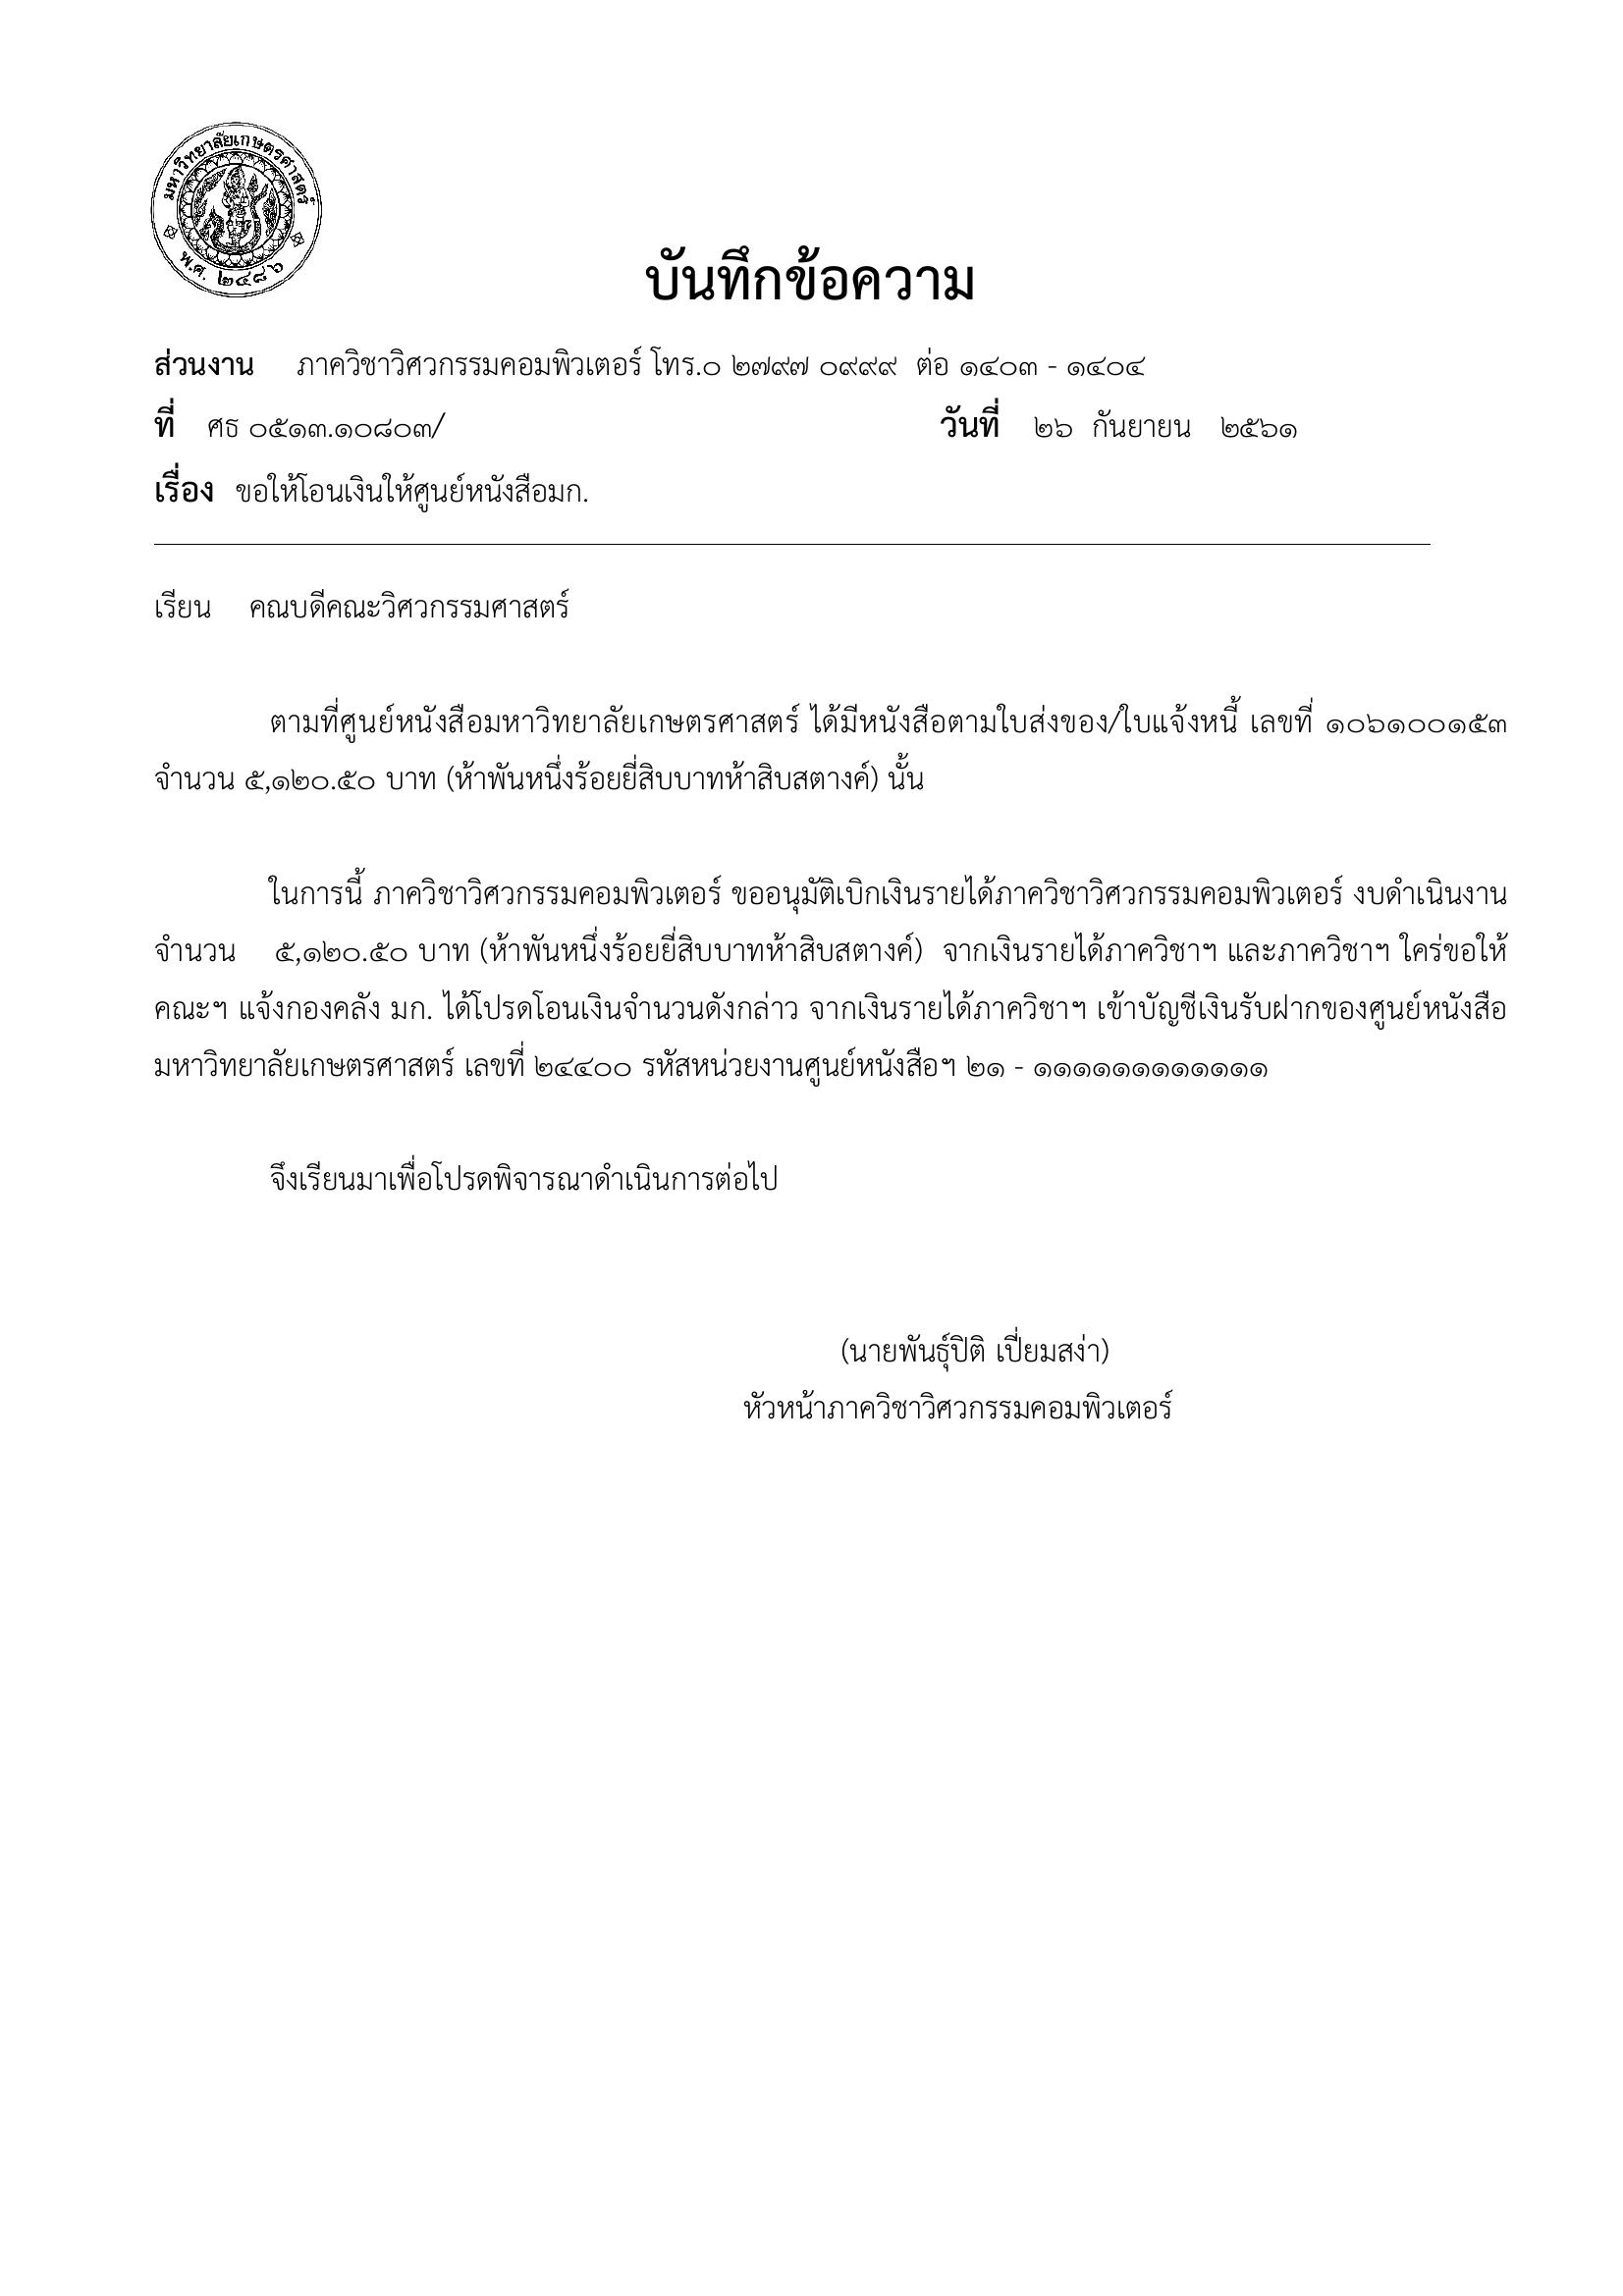 มหาวิทยาลัยเกษตรศาสตร์
พ.ศ. ๒๔๘๖
บันทึกข้อความ
ส่วนงาน ภาควิชาวิศวกรรมคอมพิวเตอร์ โทร.๐ ๒๗๙๗ ๐๙๙๙ ต่อ ๑๔๐๓ - ๑๔๐๔
ที่ ศธ ๐๕๑๓.๑๐๘๐๓/ วันที่ ๒๖ กันยายน ๒๕๖๑
เรื่อง ขอให้โอนเงินให้ศูนย์หนังสือมก.
เรียน คณบดีคณะวิศวกรรมศาสตร์
ตามที่ศูนย์หนังสือมหาวิทยาลัยเกษตรศาสตร์ ได้มีหนังสือตามใบส่งของ/ใบแจ้งหนี้ เลขที่ ๑๐๖๑๐๐๑๕๓
จำนวน ๕,๑๒๐.๕๐ บาท (ห้าพันหนึ่งร้อยยี่สิบบาทห้าสิบสตางค์) นั้น
ในการนี้ ภาควิชาวิศวกรรมคอมพิวเตอร์ ขออนุมัติเบิกเงินรายได้ภาควิชาวิศวกรรมคอมพิวเตอร์ งบดำเนินงาน
จำนวน ๕,๑๒๐.๕๐ บาท (ห้าพันหนึ่งร้อยยี่สิบบาทห้าสิบสตางค์) จากเงินรายได้ภาควิชาฯ และภาควิชาฯ ใคร่ขอให้
คณะฯ แจ้งกองคลัง มก. ได้โปรดโอนเงินจำนวนดังกล่าว จากเงินรายได้ภาควิชาฯ เข้าบัญชีเงินรับฝากของศูนย์หนังสือ
มหาวิทยาลัยเกษตรศาสตร์ เลขที่ ๒๔๔๐๐ รหัสหน่วยงานศูนย์หนังสือฯ ๒๑ - ๑๑๑๑๑๑๑๑๑๑๑๑
จึงเรียนมาเพื่อโปรดพิจารณาดำเนินการต่อไป
(นายพันธุ์ปิติ เปี่ยมสง่า)
หัวหน้าภาควิชาวิศวกรรมคอมพิวเตอร์